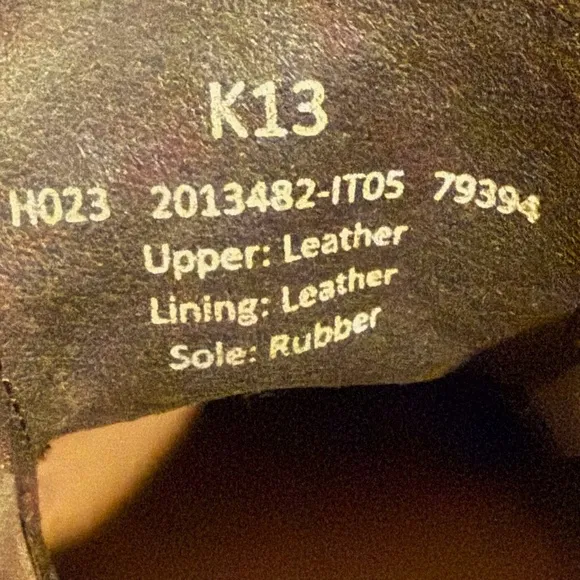 K13
H023 2013482-IT05 79394
Upper: Leather
Lining: Leather
Sole: Rubber